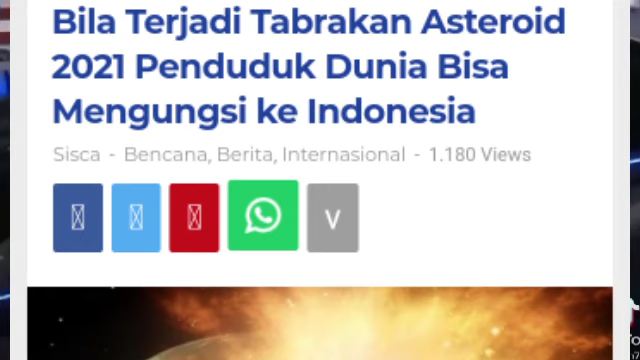 Bila Terjadi Tabrakan Asteroid
2021 Penduduk Dunia Bisa
Mengungsi ke Indonesia
Sisca - Bencana, Berita, Internasional - 1.180 Views
V